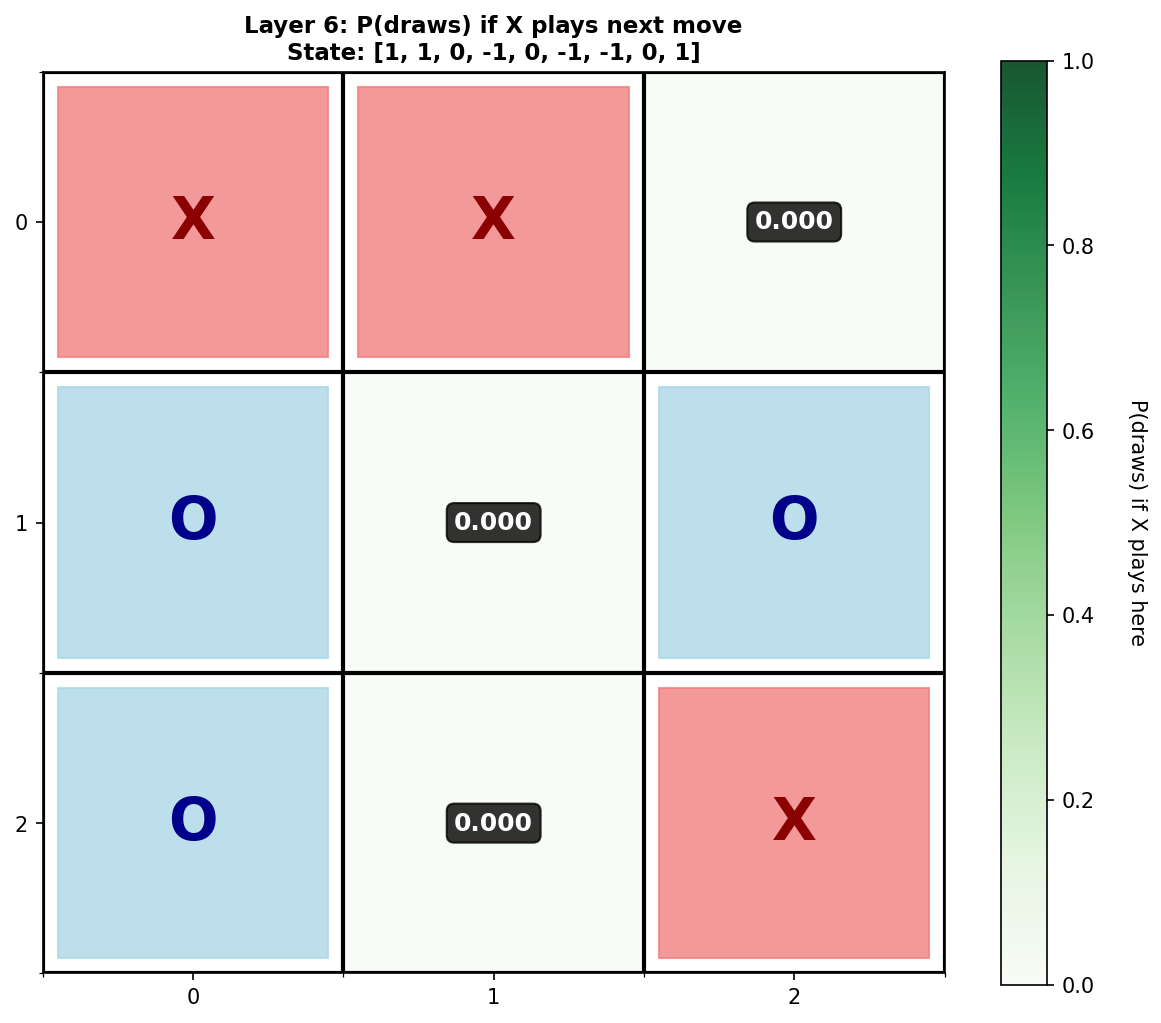 Layer 6: P(draws) if X plays next move
State: [1, 1, 0, -1, 0, -1, -1, 0, 1]
X
X
0.000
O
0.000
O
O
0.000
X
0
1
2
0
1
2
1.0
0.8
0.6
0.4
0.2
0.0
P(draws) if X plays here